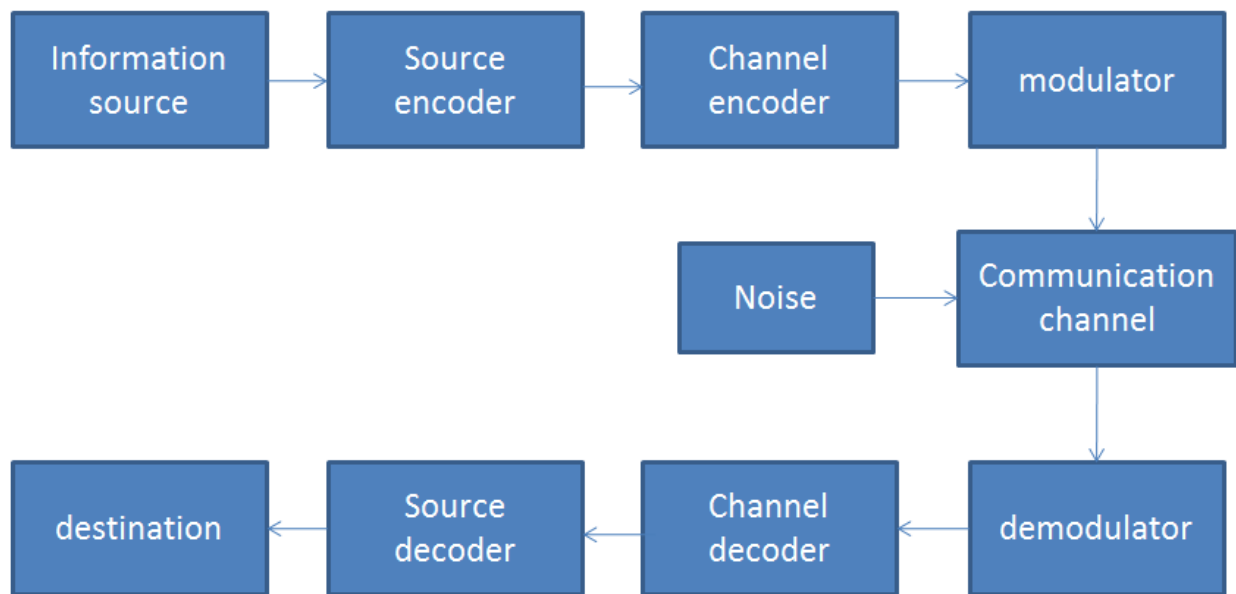 Information
source
Source
encoder
Channel
encoder
modulator
Noise
Communication
channel
destination
Source
decoder
Channel
decoder
demodulator